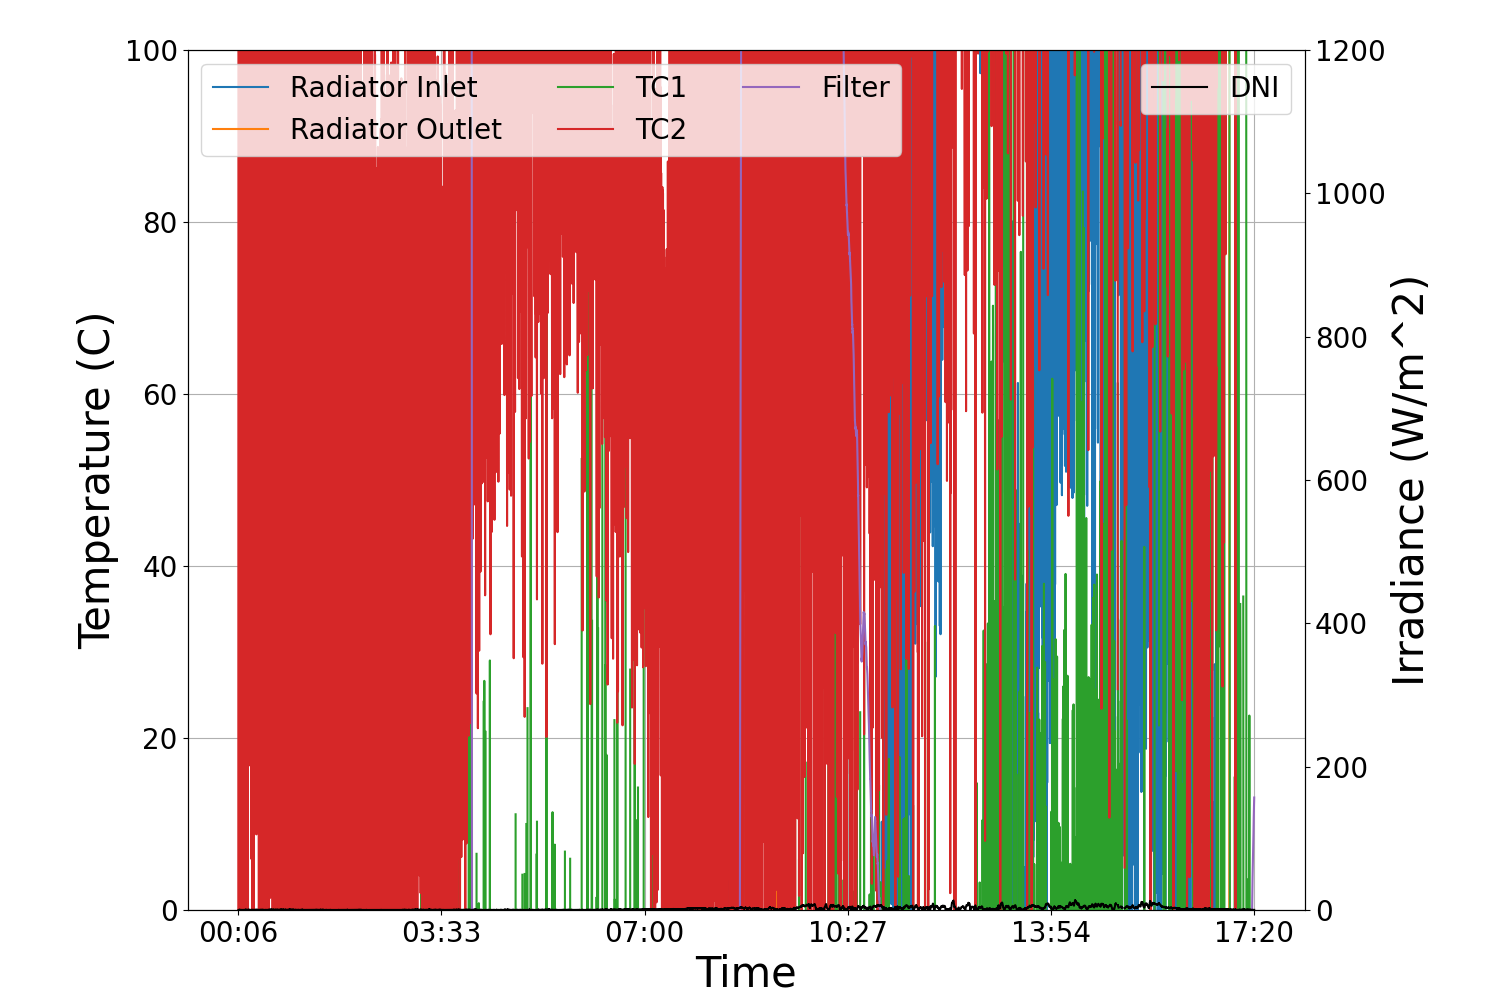 100
80
60
40
20
0
Temperature (C)
Radiator Inlet
Radiator Outlet
TC1
TC2
Filter
DNI
1200
1000
800
600
400
200
0
Irradiance (W/m^2)
00:06 03:33 07:00 10:27 13:54 17:20
Time